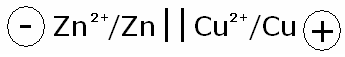 - Zn²⁺/Zn || Cu²⁺/Cu +